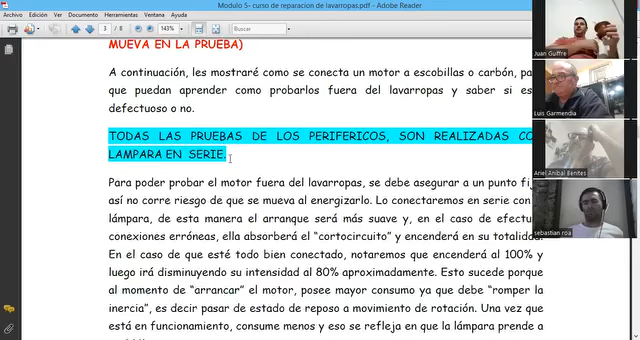 Modulo 5- curso de reparacion de lavarropas.pdf - Adobe Reader
Archivo Edición Ver Documentos Herramientas Ventana Ayuda
3 / 8 143% Buscar
MUEVA EN LA PRUEBA)
A continuación, les mostraré como se conecta un motor a escobillas o carbón,
que puedan aprender como probarlos fuera del lavarropas y saber si
defectuoso o no.
TODAS LAS PRUEBAS DE LOS PERIFERICOS, SON REALIZADAS
LAMPARA EN SERIE.
Para poder probar el motor fuera del lavarropas, se debe asegurar a un punto
así no corre riesgo de que se mueva al energizarlo. Lo conectaremos en serie con
lámpara, de esta manera el arranque será más suave y, en el caso de
conexiones erróneas, ella absorberá el “cortocircuito” y encenderá en su totalidad.
En el caso de que esté todo bien conectado, notaremos que encenderá al 100% y
luego irá disminuyendo su intensidad al 80% aproximadamente. Esto sucede porque
al momento de “arrancar” el motor, posee mayor consumo ya que debe “romper la
inercia”, es decir pasar de estado de reposo a movimiento de rotación. Una vez que
está en funcionamiento, consume menos y eso se refleja en que la lámpara prende a
Juan Guiffre
Luis Garmendia
Ariel Anibal Benites
sebastian roa